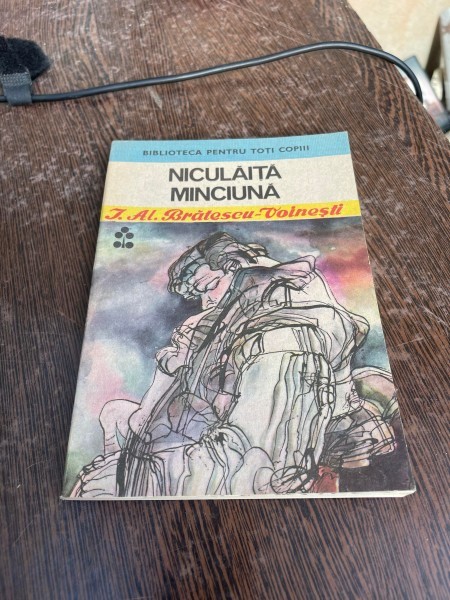 BIBLIOTECA PENTRU TOȚI COPIII
NICULĂIȚĂ
MINCIUNĂ
I. Al. Brătescu-Voinești